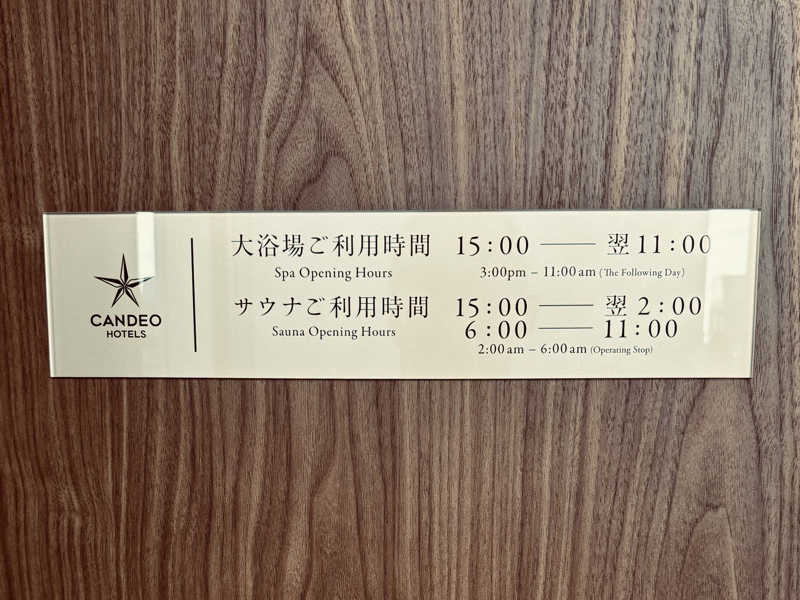 CANDEO
HOTELS
大浴場ご利用時間 15:00 ── 翌 11:00
Spa Opening Hours 3:00pm – 11:00am (The Following Day)
サウナご利用時間 15:00 ── 翌 2:00
6:00 ── 11:00
Sauna Opening Hours
2:00am – 6:00am (Operating Stop)